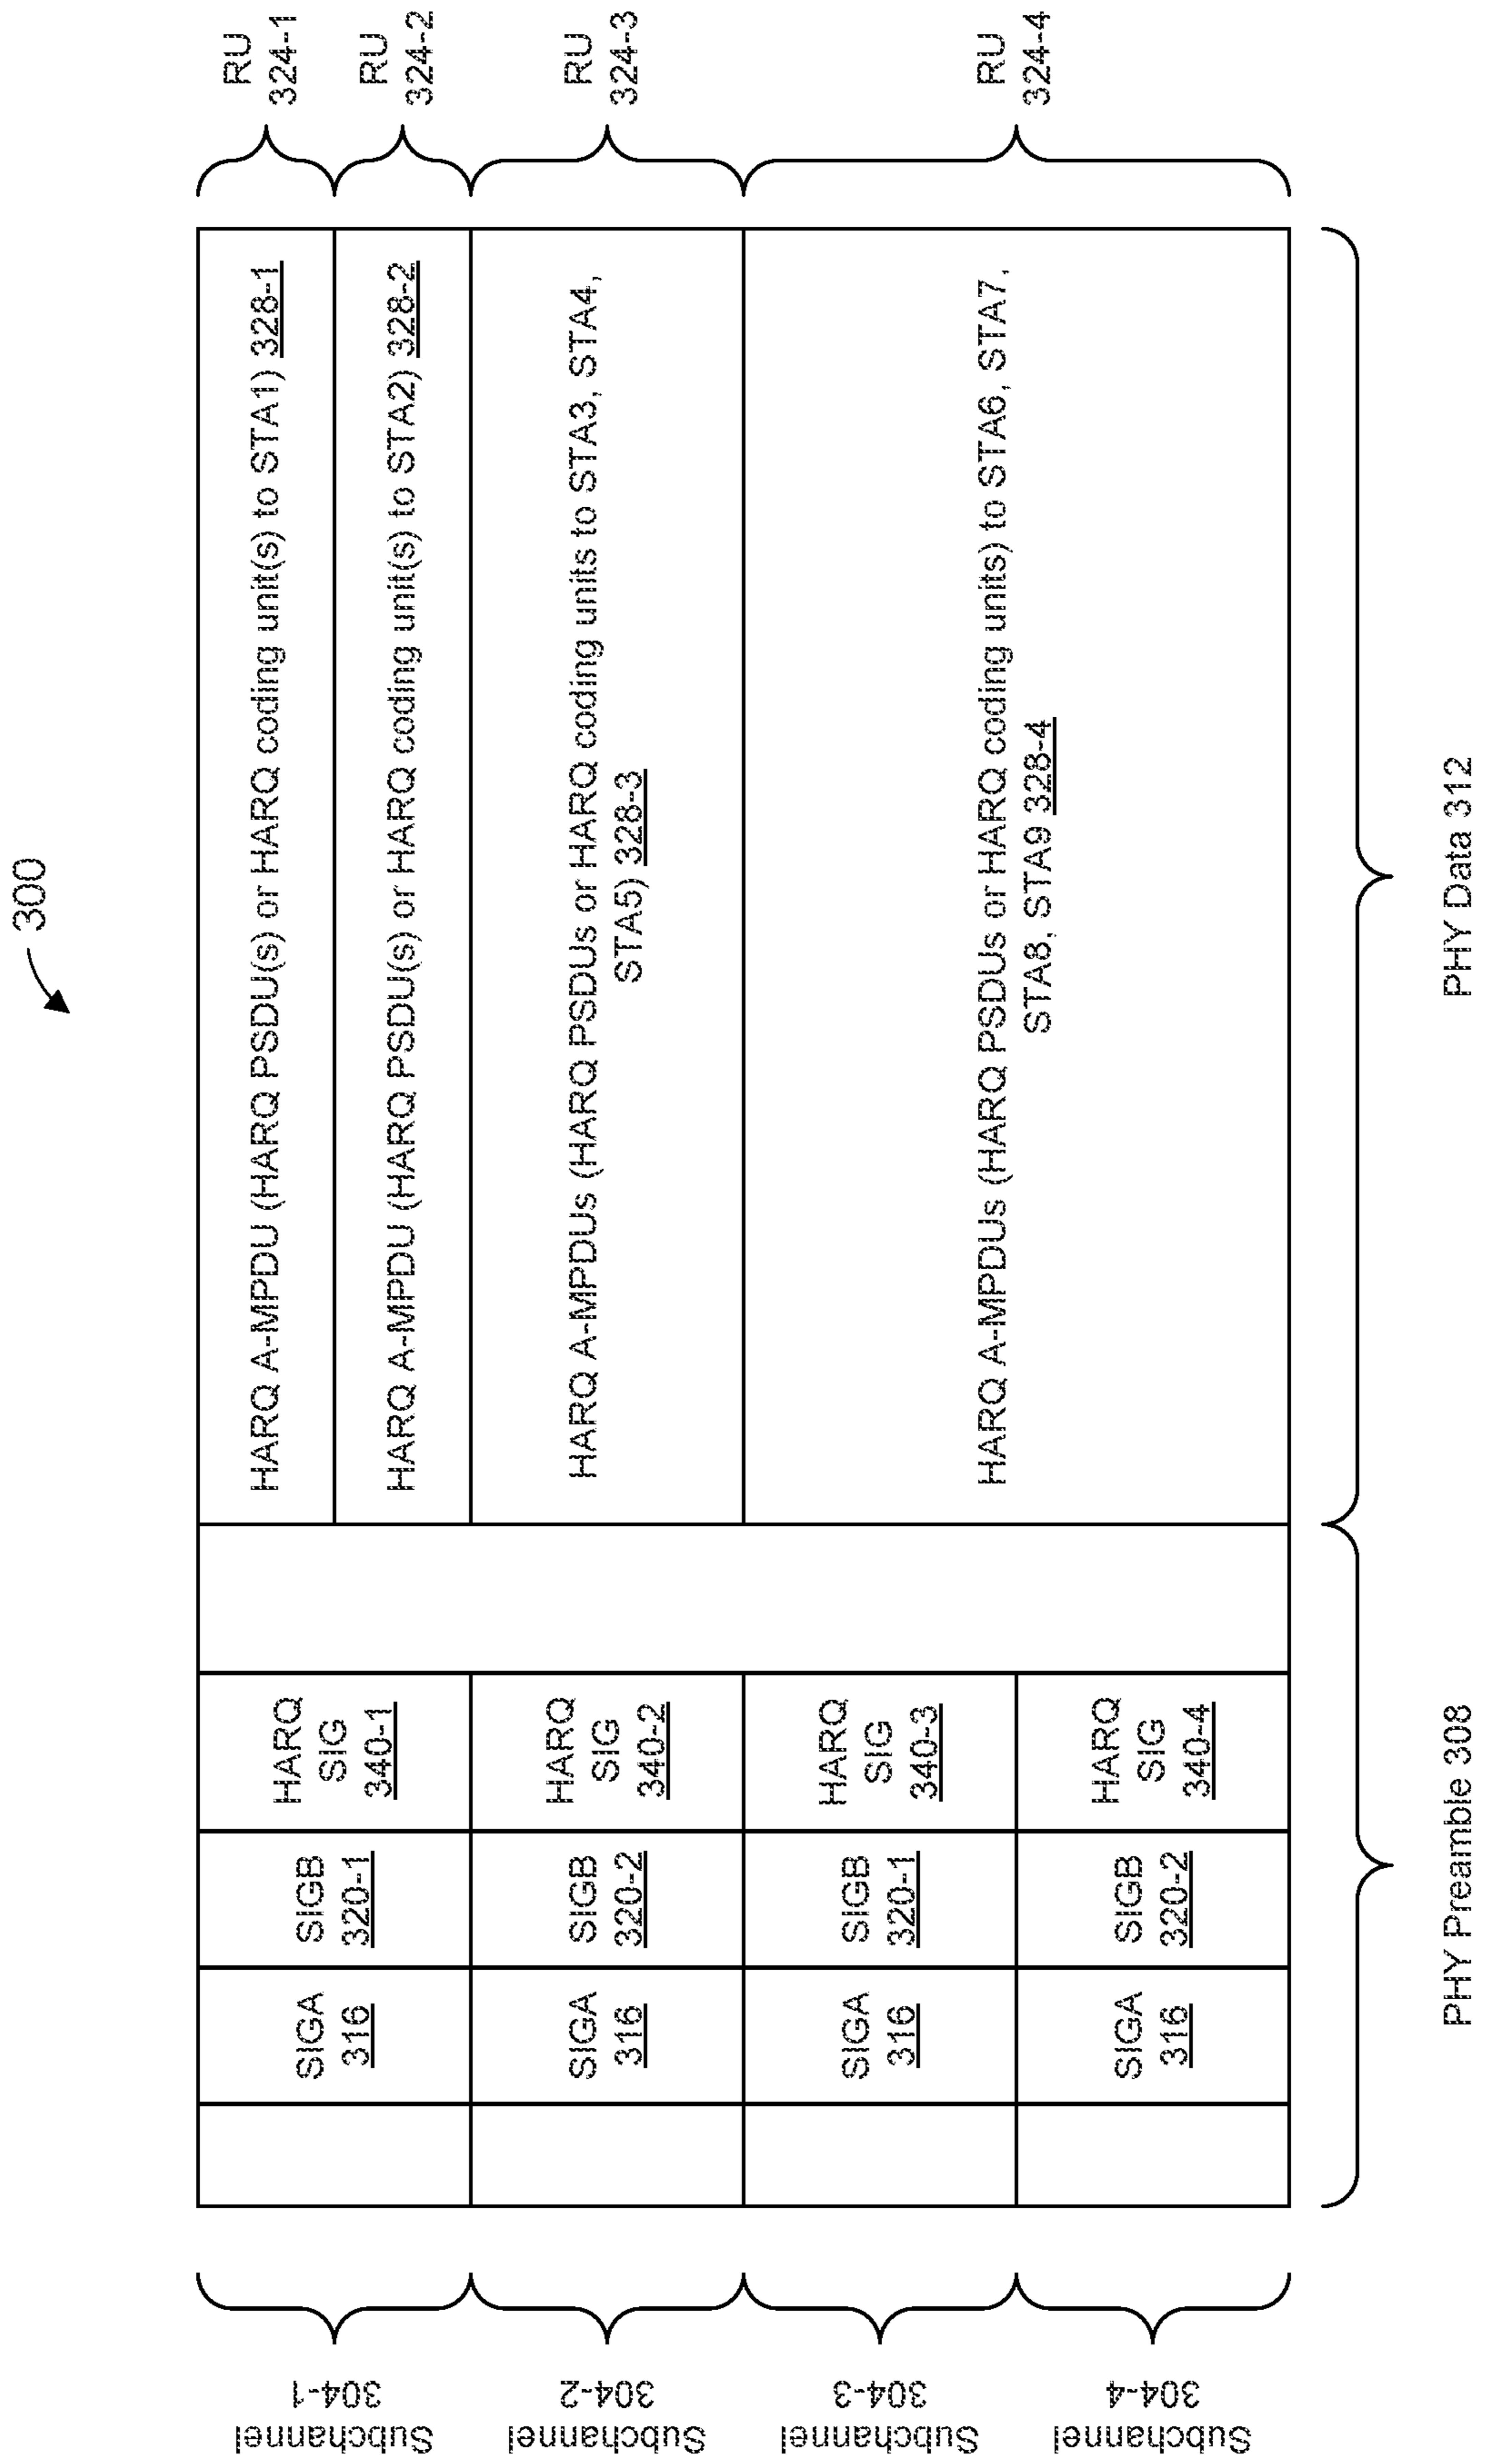 300
Subchannel
304-1
Subchannel
304-2
Subchannel
304-3
Subchannel
304-4
SIGA
316
SIGB
320-1
HARQ
SIG
340-1
SIGA
316
SIGB
320-2
HARQ
SIG
340-2
SIGA
316
SIGB
320-1
HARQ
SIG
340-3
SIGA
316
SIGB
320-2
HARQ
SIG
340-4
HARQ A-MPDU (HARQ PSDU(s) or HARQ coding unit(s) to STA1) 328-1
HARQ A-MPDU (HARQ PSDU(s) or HARQ coding unit(s) to STA2) 328-2
HARQ A-MPDUs (HARQ PSDUs or HARQ coding units to STA3, STA4,
STA5) 328-3
HARQ A-MPDUs (HARQ PSDUs or HARQ coding units) to STA6, STA7,
STA8, STA9 328-4
RU
324-1
RU
324-2
RU
324-3
RU
324-4
PHY Preamble 308
PHY Data 312